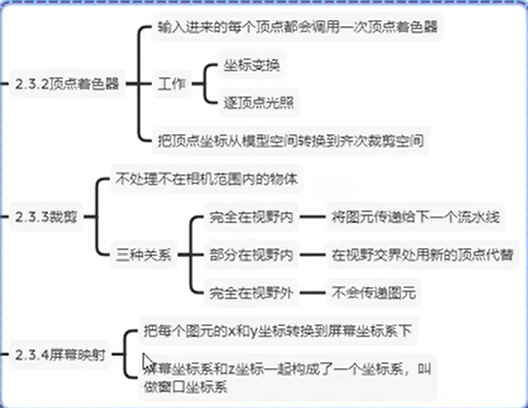 输入进来的每个顶点都会调用一次顶点着色器
2.3.2顶点着色器
工作
坐标变换
逐顶点光照
把顶点坐标从模型空间转换到齐次裁剪空间
不处理不在相机范围内的物体
2.3.3裁剪
三种关系
完全在视野内
将图元传递给下一个流水线
部分在视野内
在视野交界处用新的顶点代替
完全在视野外
不会传递图元
把每个图元的x和y坐标转换到屏幕坐标系下
2.3.4屏幕映射
屏幕坐标系和z坐标一起构成了一个坐标系，叫
做窗口坐标系